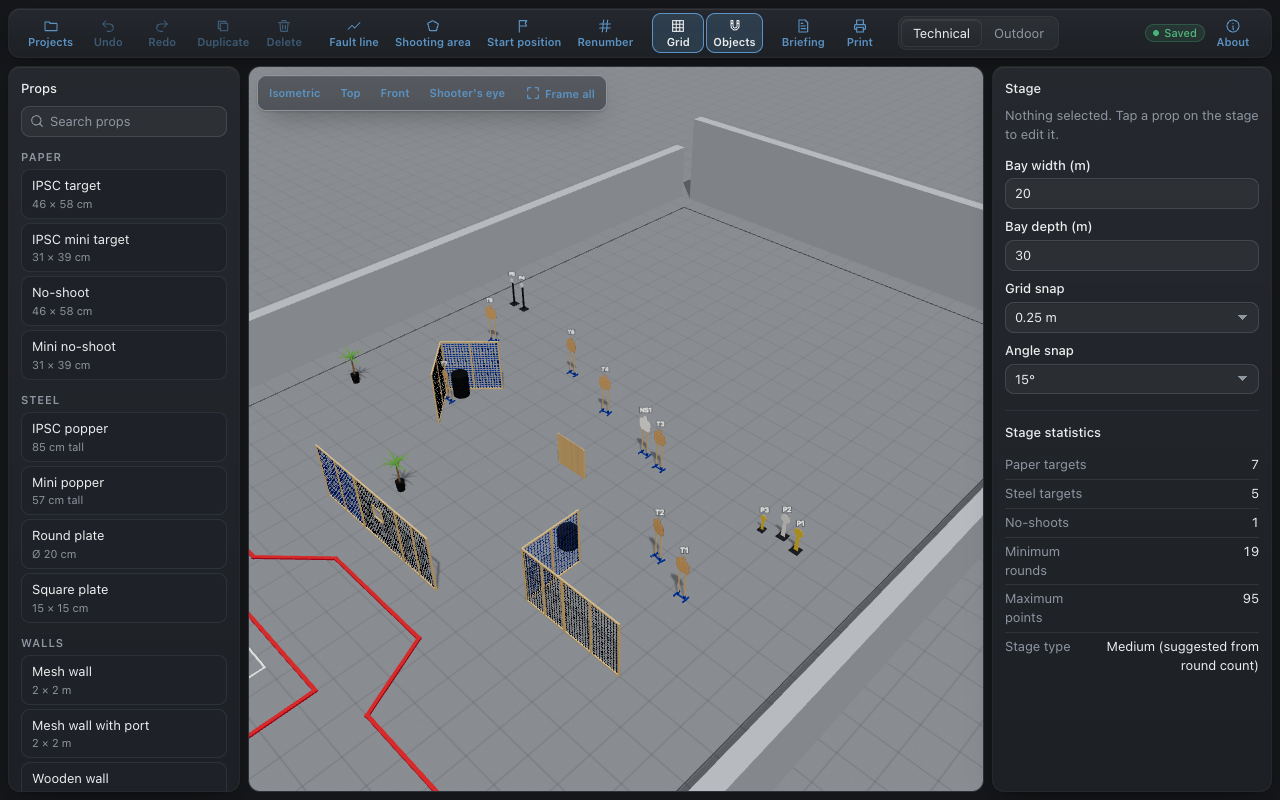 Projects
Undo
Redo
Duplicate
Delete
Fault line
Shooting area
Start position
Renumber
Grid
Objects
Briefing
Print
Technical
Outdoor
Saved
About
Props
Search props
PAPER
IPSC target
46 × 58 cm
IPSC mini target
31 × 39 cm
No-shoot
46 × 58 cm
Mini no-shoot
31 × 39 cm
STEEL
IPSC popper
85 cm tall
Mini popper
57 cm tall
Round plate
Ø 20 cm
Square plate
15 × 15 cm
WALLS
Mesh wall
2 × 2 m
Mesh wall with port
2 × 2 m
Wooden wall
Isometric
Top
Front
Shooter's eye
Frame all
T4
NS1
T3
T2
T1
P3
P2
P1
Stage
Nothing selected. Tap a prop on the stage
to edit it.
Bay width (m)
20
Bay depth (m)
30
Grid snap
0.25 m
Angle snap
15°
Stage statistics
Paper targets 7
Steel targets 5
No-shoots 1
Minimum 19
rounds
Maximum 95
points
Stage type Medium (suggested from
round count)